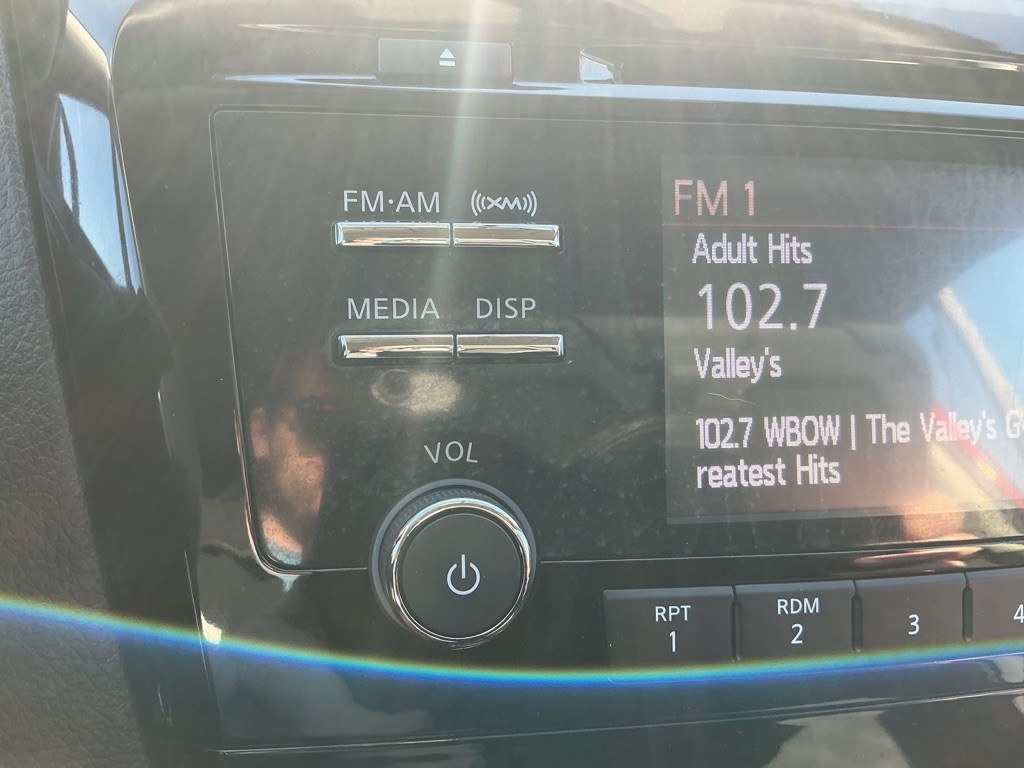 FM·AM ((XM))
MEDIA DISP
VOL
FM 1
Adult Hits
102.7
Valley's
102.7 WBOW | The Valley's G
reatest Hits
RPT
1
RDM
2
3
4